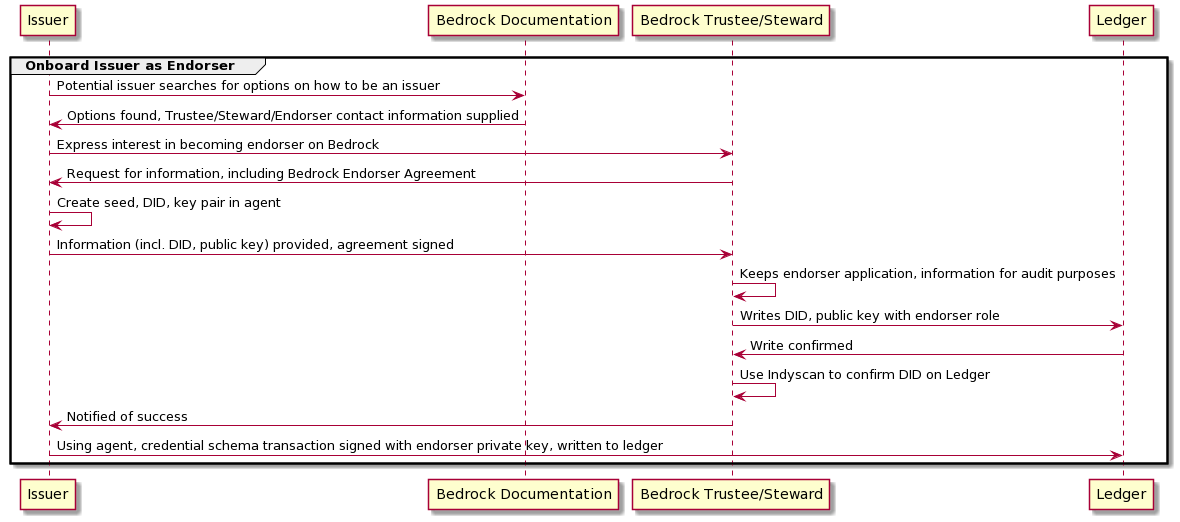 Issuer
Bedrock Documentation
Bedrock Trustee/Steward
Ledger
Onboard Issuer as Endorser
Potential issuer searches for options on how to be an issuer
Options found, Trustee/Steward/Endorser contact information supplied
Express interest in becoming endorser on Bedrock
Request for information, including Bedrock Endorser Agreement
Create seed, DID, key pair in agent
Information (incl. DID, public key) provided, agreement signed
Keeps endorser application, information for audit purposes
Writes DID, public key with endorser role
Write confirmed
Use Indyscan to confirm DID on Ledger
Notified of success
Using agent, credential schema transaction signed with endorser private key, written to ledger
Issuer
Bedrock Documentation
Bedrock Trustee/Steward
Ledger